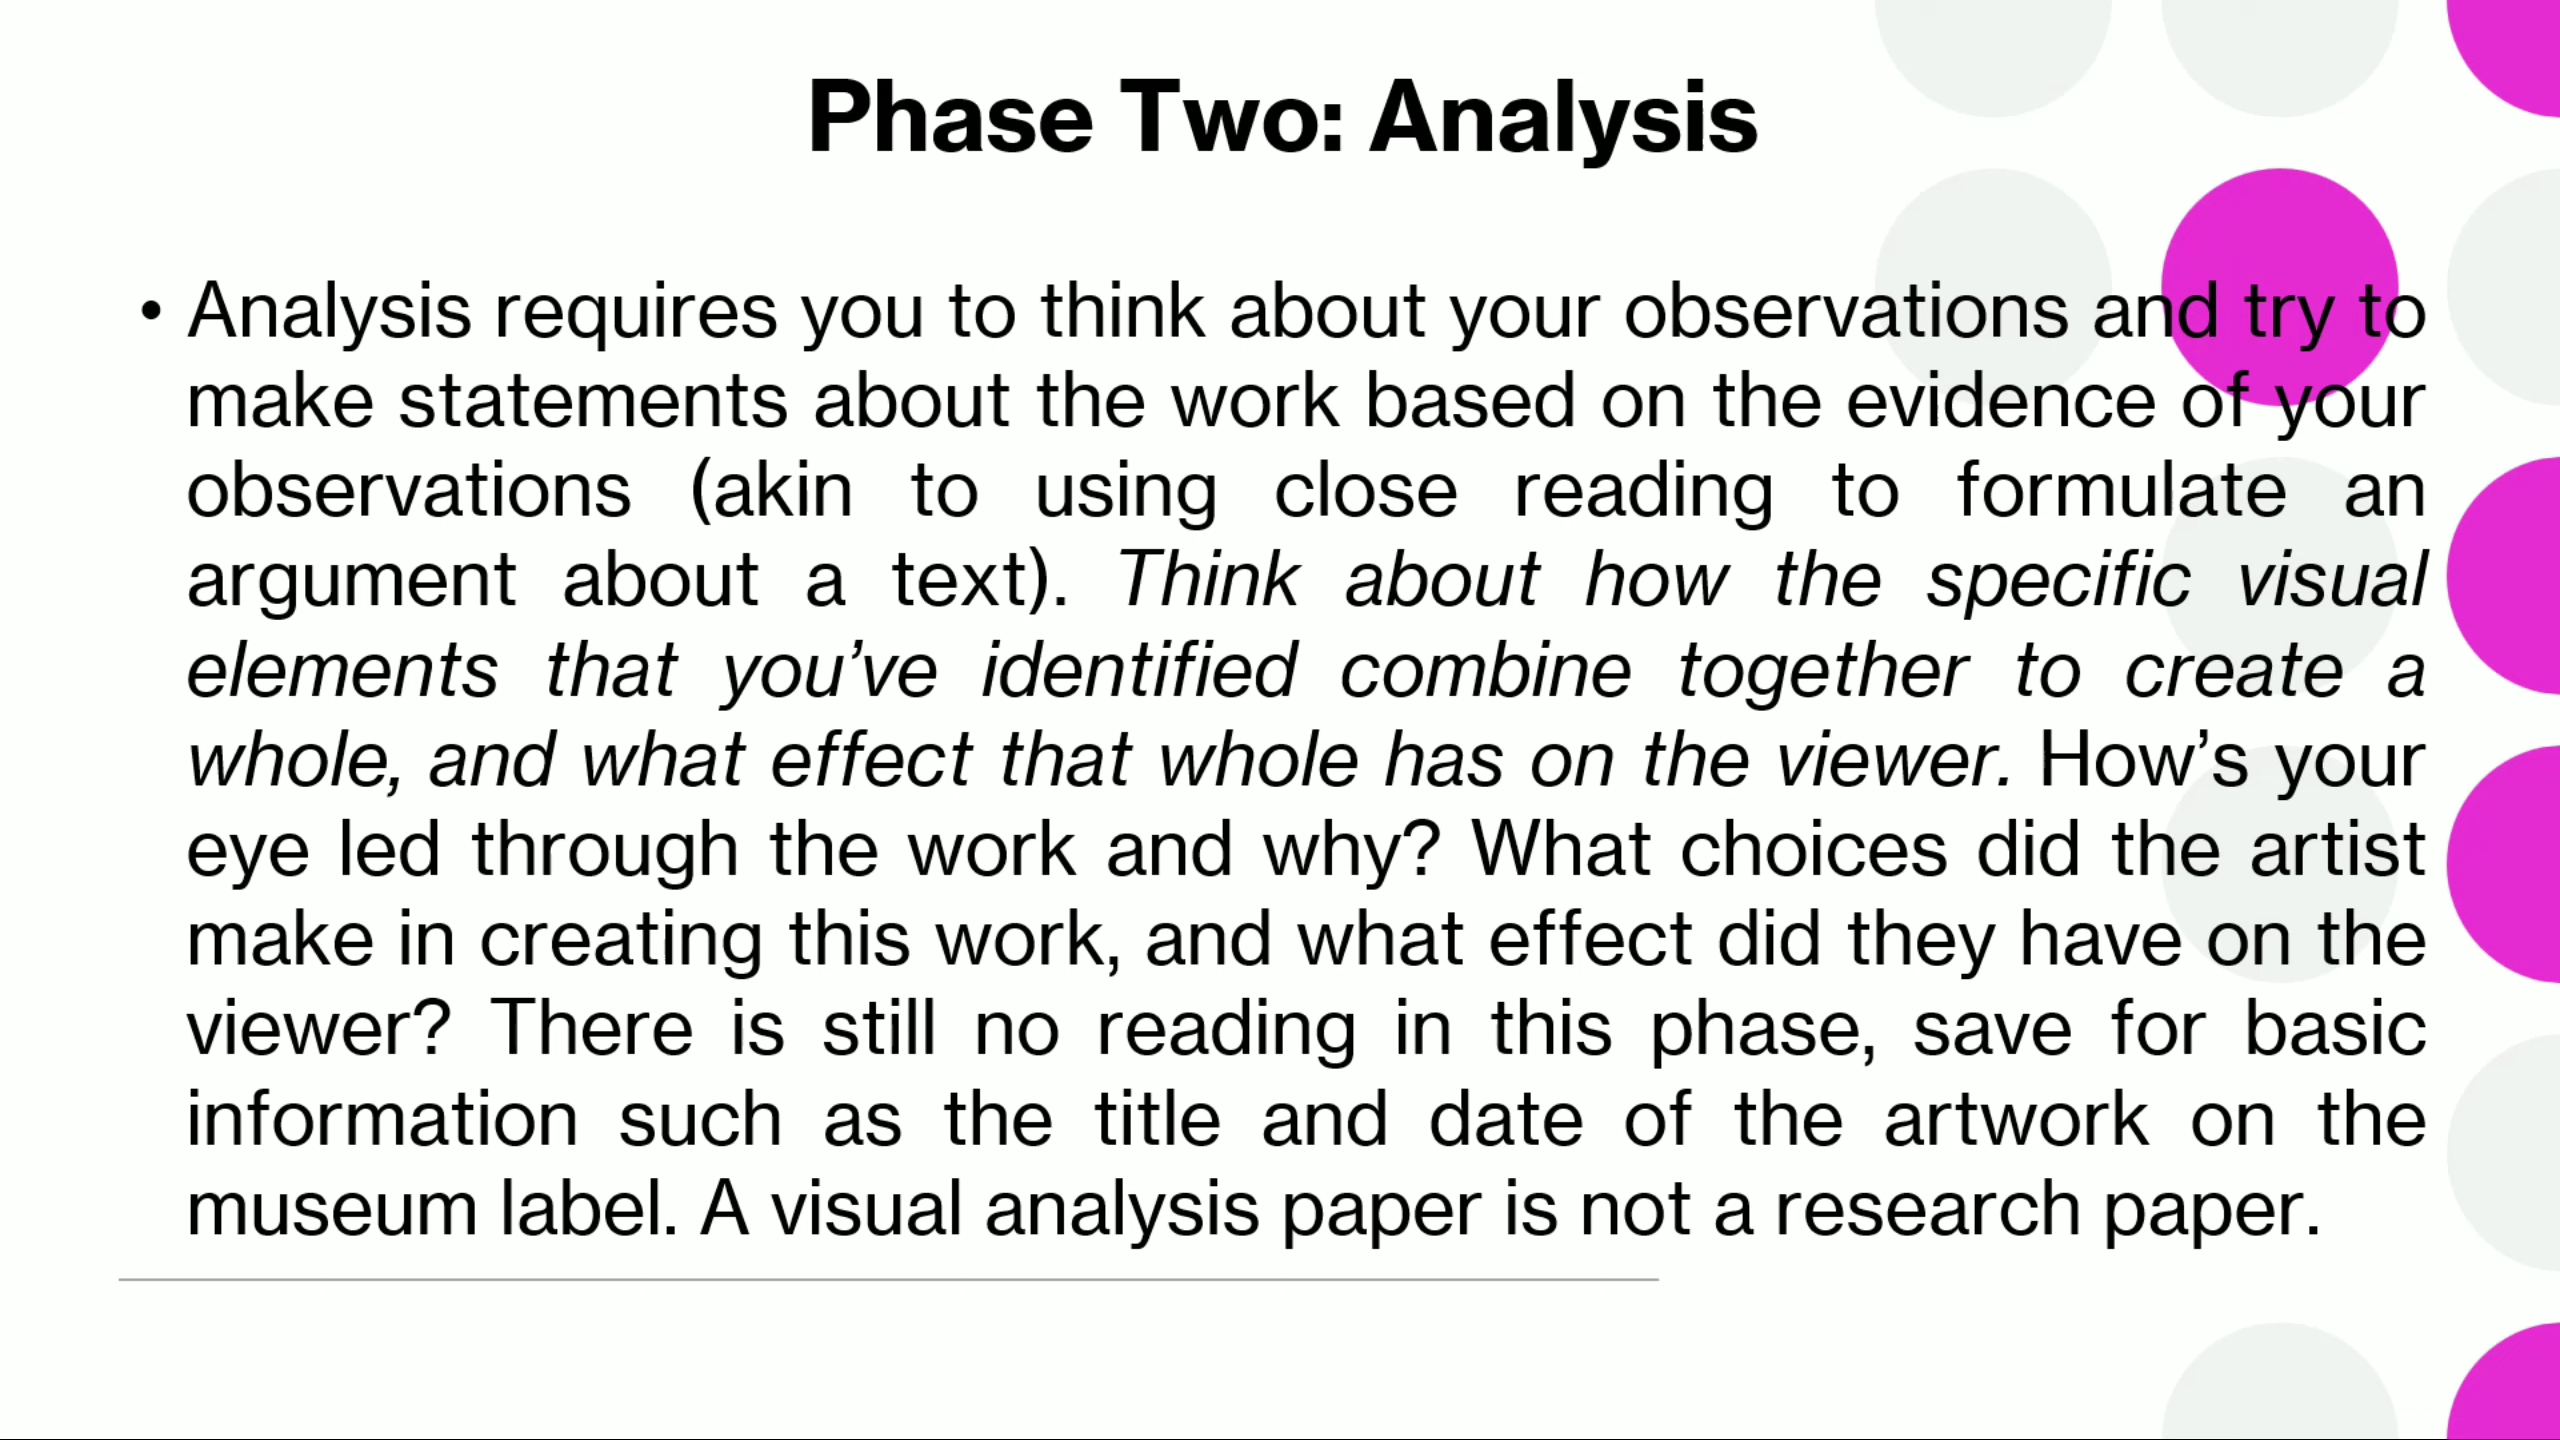 Phase Two: Analysis
• Analysis requires you to think about your observations and try to
make statements about the work based on the evidence of your
observations (akin to using close reading to formulate an
argument about a text). Think about how the specific visual
elements that you’ve identified combine together to create a
whole, and what effect that whole has on the viewer. How’s your
eye led through the work and why? What choices did the artist
make in creating this work, and what effect did they have on the
viewer? There is still no reading in this phase, save for basic
information such as the title and date of the artwork on the
museum label. A visual analysis paper is not a research paper.